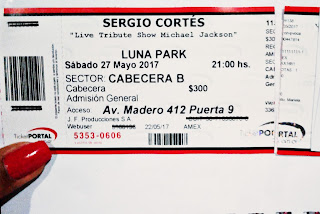 SERGIO CORTÉS
"Live Tribute Show Michael Jackson"
LUNA PARK
Sábado 27 Mayo 2017 21:00 hs.
SECTOR: CABECERA B
Cabecera $300
Admisión General
Acceso: Av. Madero 412 Puerta 9
J.F. Producciones S.A.
Webuser 22/05/17 AMEX
5353-0606
TicketPORTAL
TicketPORTAL
PORTAL